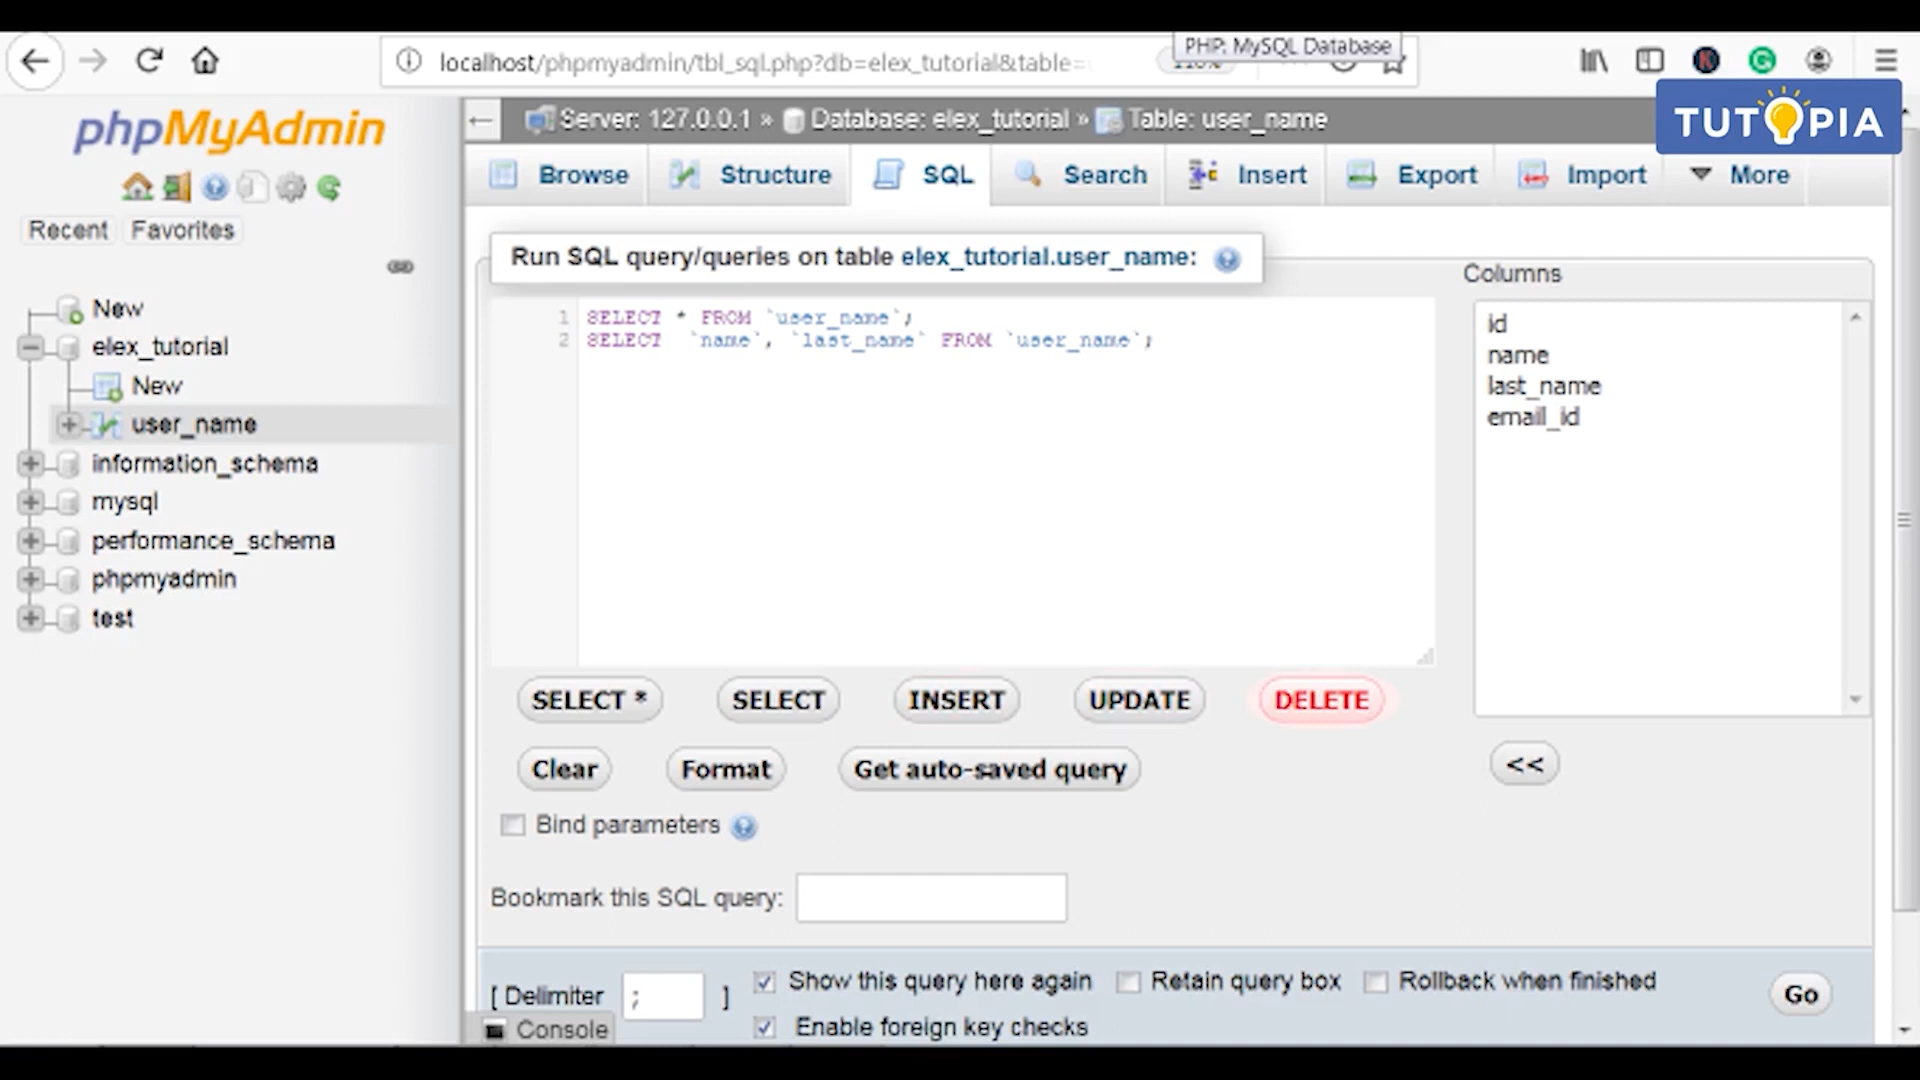 PHP: MySQL Database
localhost/phpmyadmin/tbl_sql.php?db=elex_tutorial&table=
TUTOPIA
phpMyAdmin
Recent Favorites
New
elex_tutorial
New
user_name
information_schema
mysql
performance_schema
phpmyadmin
test
Server: 127.0.0.1 » Database: elex_tutorial » Table: user_name
Browse Structure SQL Search Insert Export Import More
Run SQL query/queries on table elex_tutorial.user_name:
1 SELECT * FROM `user_name`;
2 SELECT `name`, `last_name` FROM `user_name`;
Columns
id
name
last_name
email_id
SELECT * SELECT INSERT UPDATE DELETE
Clear Format Get auto-saved query
<<
Bind parameters
Bookmark this SQL query:
[ Delimiter ; ] Show this query here again Retain query box Rollback when finished
Enable foreign key checks
Go
Console